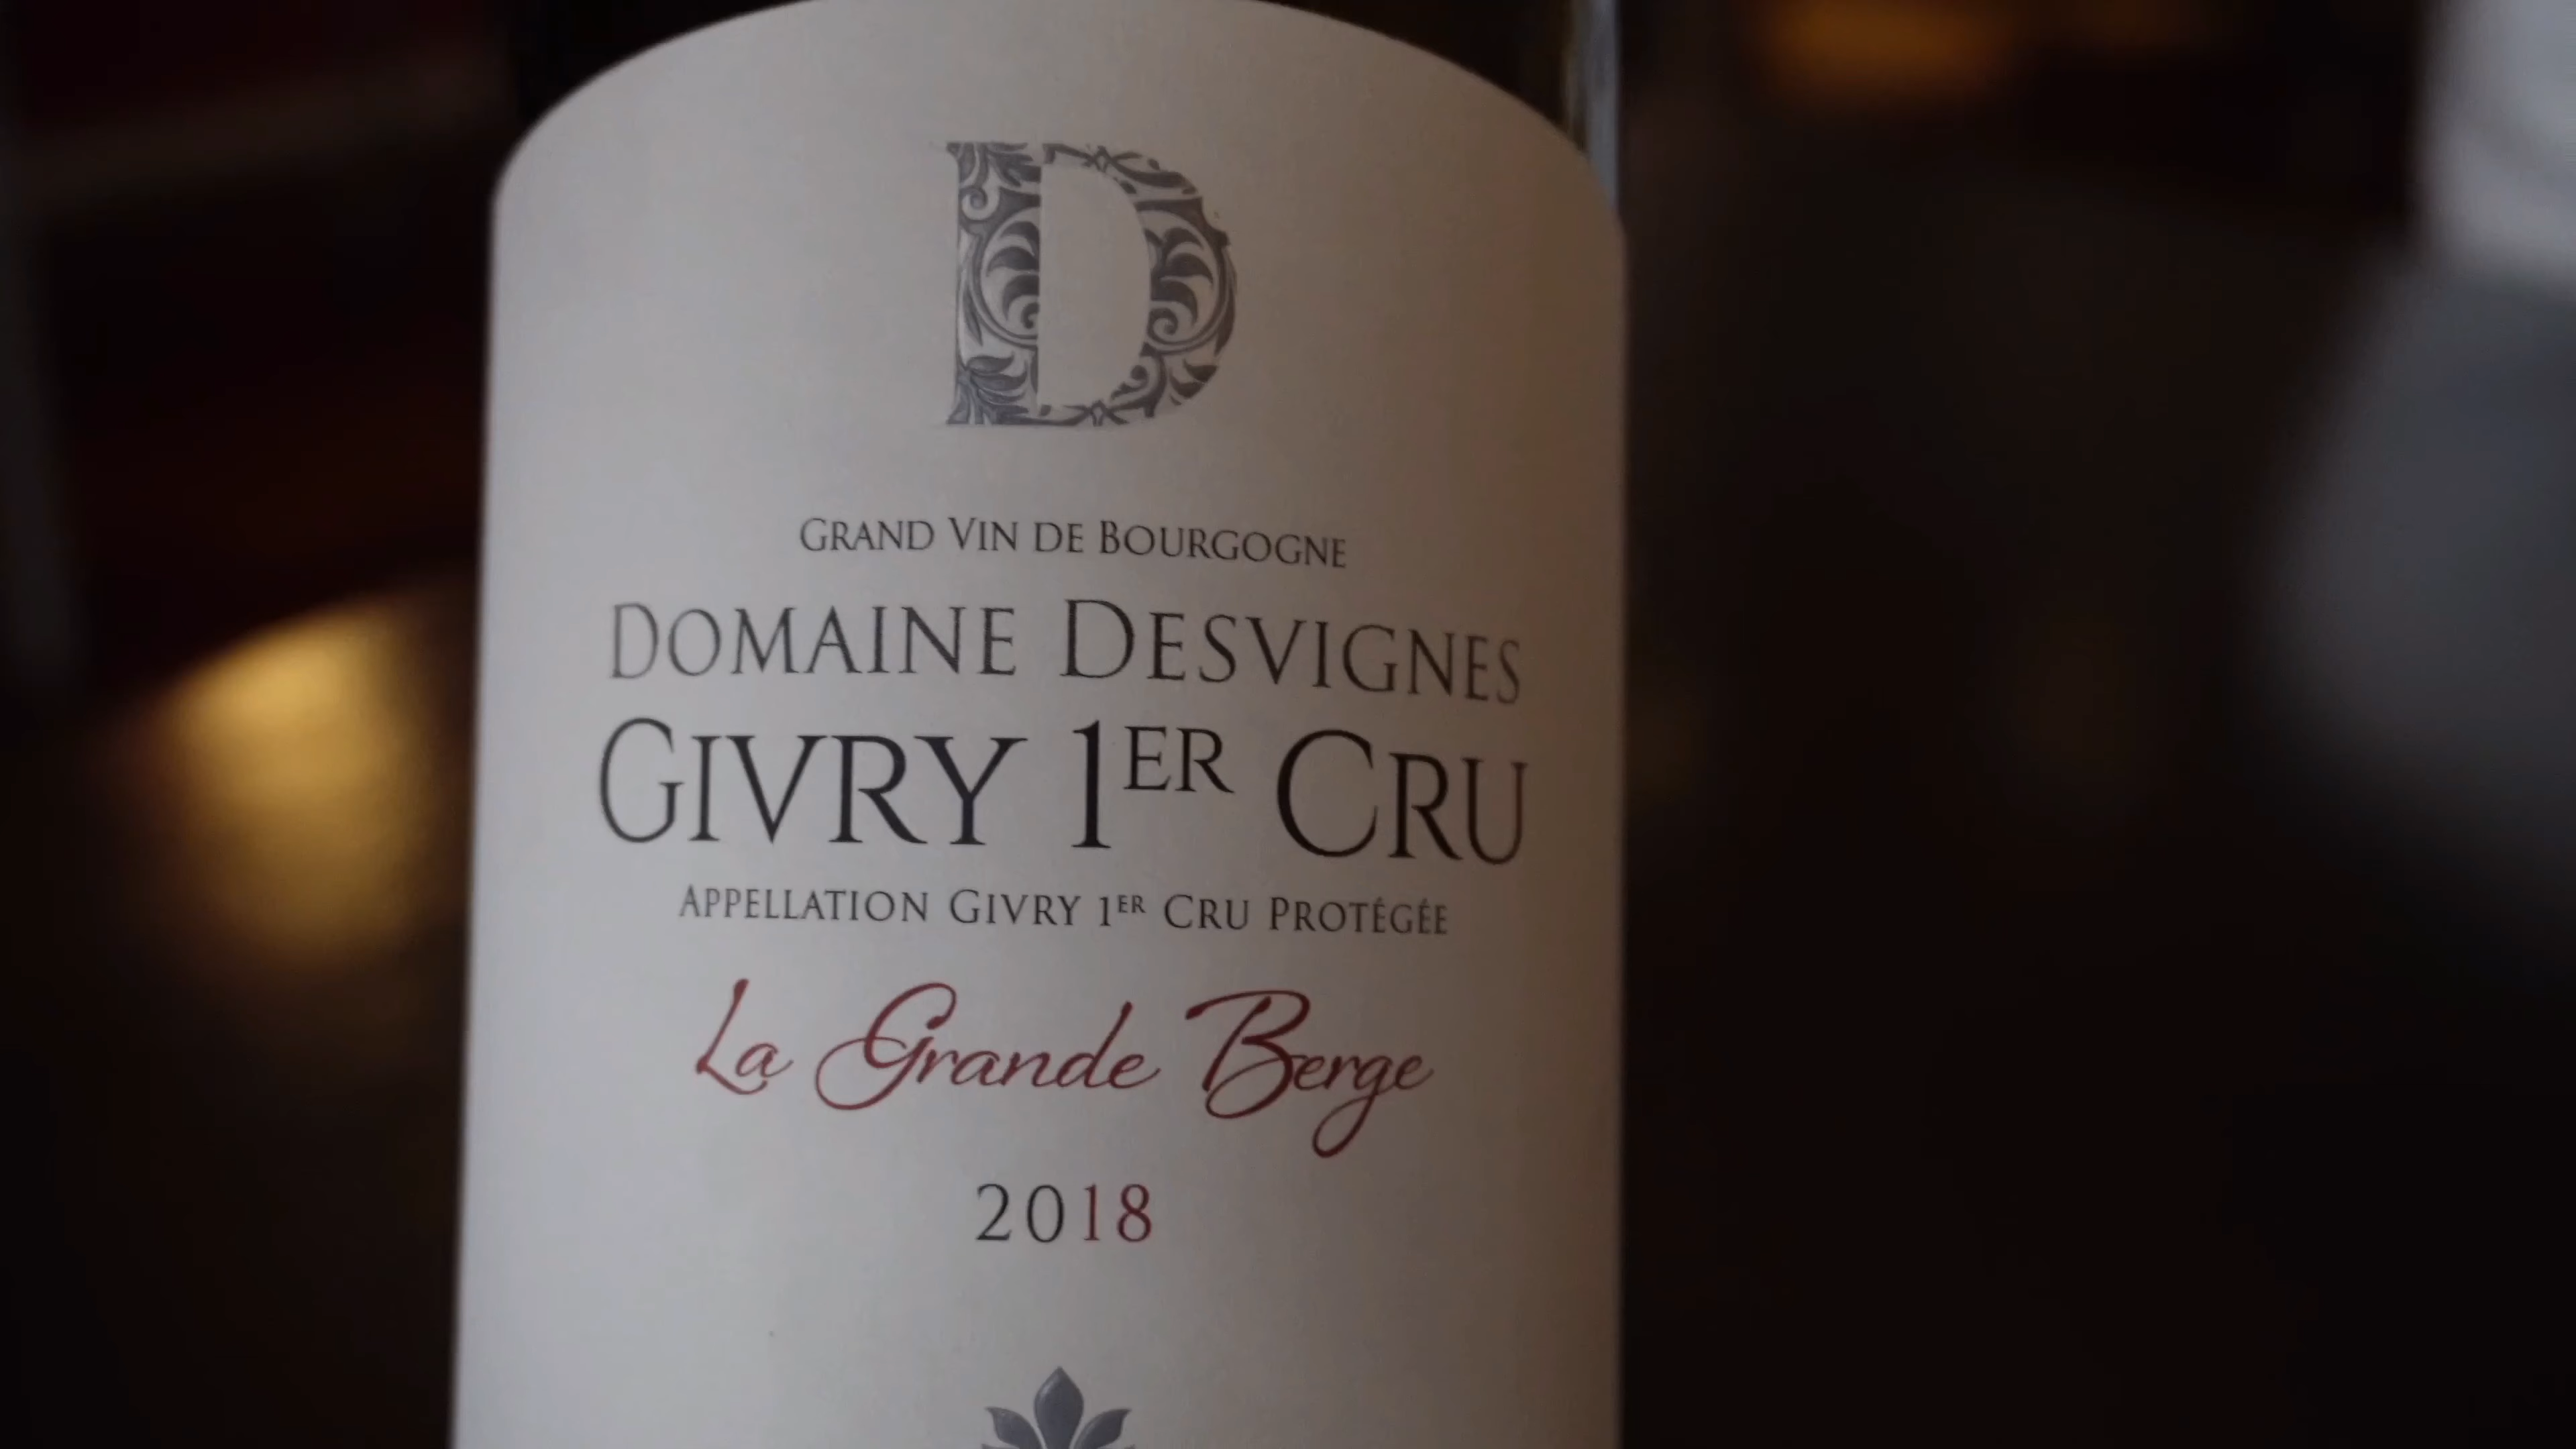 D
GRAND VIN DE BOURGOGNE
DOMAINE DESVIGNES
GIVRY 1ER CRU
APPELLATION GIVRY 1ER CRU PROTÉGÉE
La Grande Berge
2018